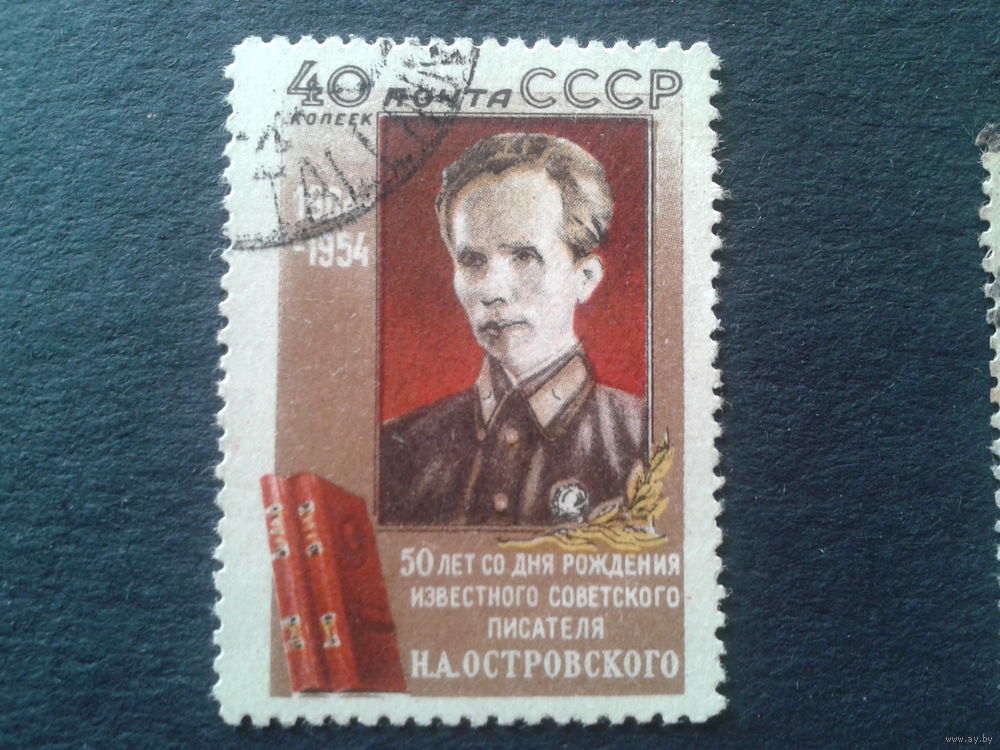 40 ПОЧТА СССР
КОПЕЕК
-1954
50 ЛЕТ СО ДНЯ РОЖДЕНИЯ
ИЗВЕСТНОГО СОВЕТСКОГО
ПИСАТЕЛЯ
Н.А.ОСТРОВСКОГО
www.ay.by